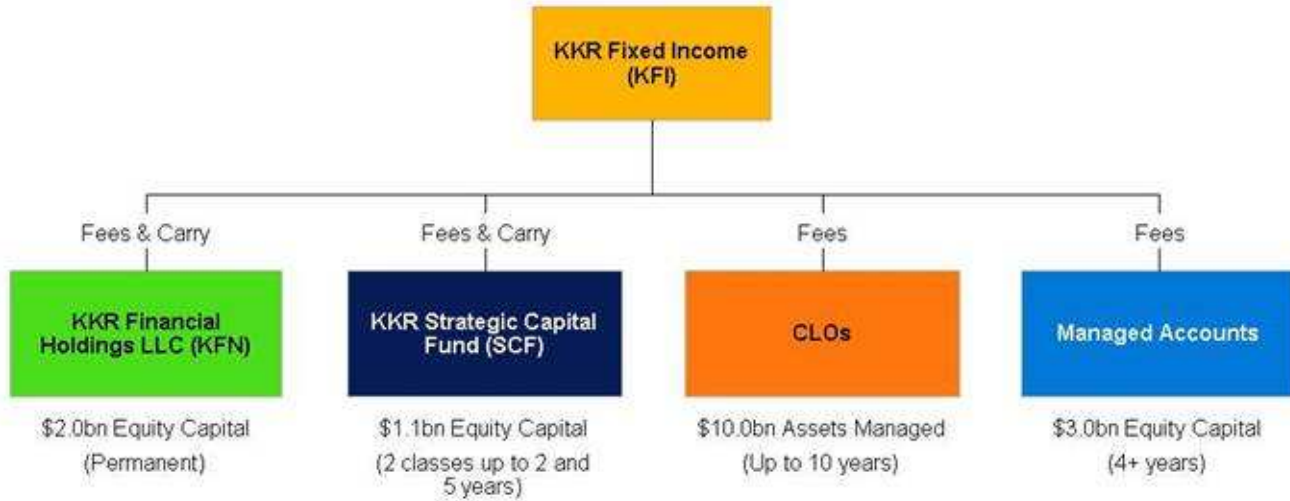 KKR Fixed Income
(KFI)
Fees & Carry
Fees & Carry
Fees
Fees
KKR Financial
Holdings LLC (KFN)
KKR Strategic Capital
Fund (SCF)
CLOs
Managed Accounts
$2.0bn Equity Capital
(Permanent)
$1.1bn Equity Capital
(2 classes up to 2 and
5 years)
$10.0bn Assets Managed
(Up to 10 years)
$3.0bn Equity Capital
(4+ years)